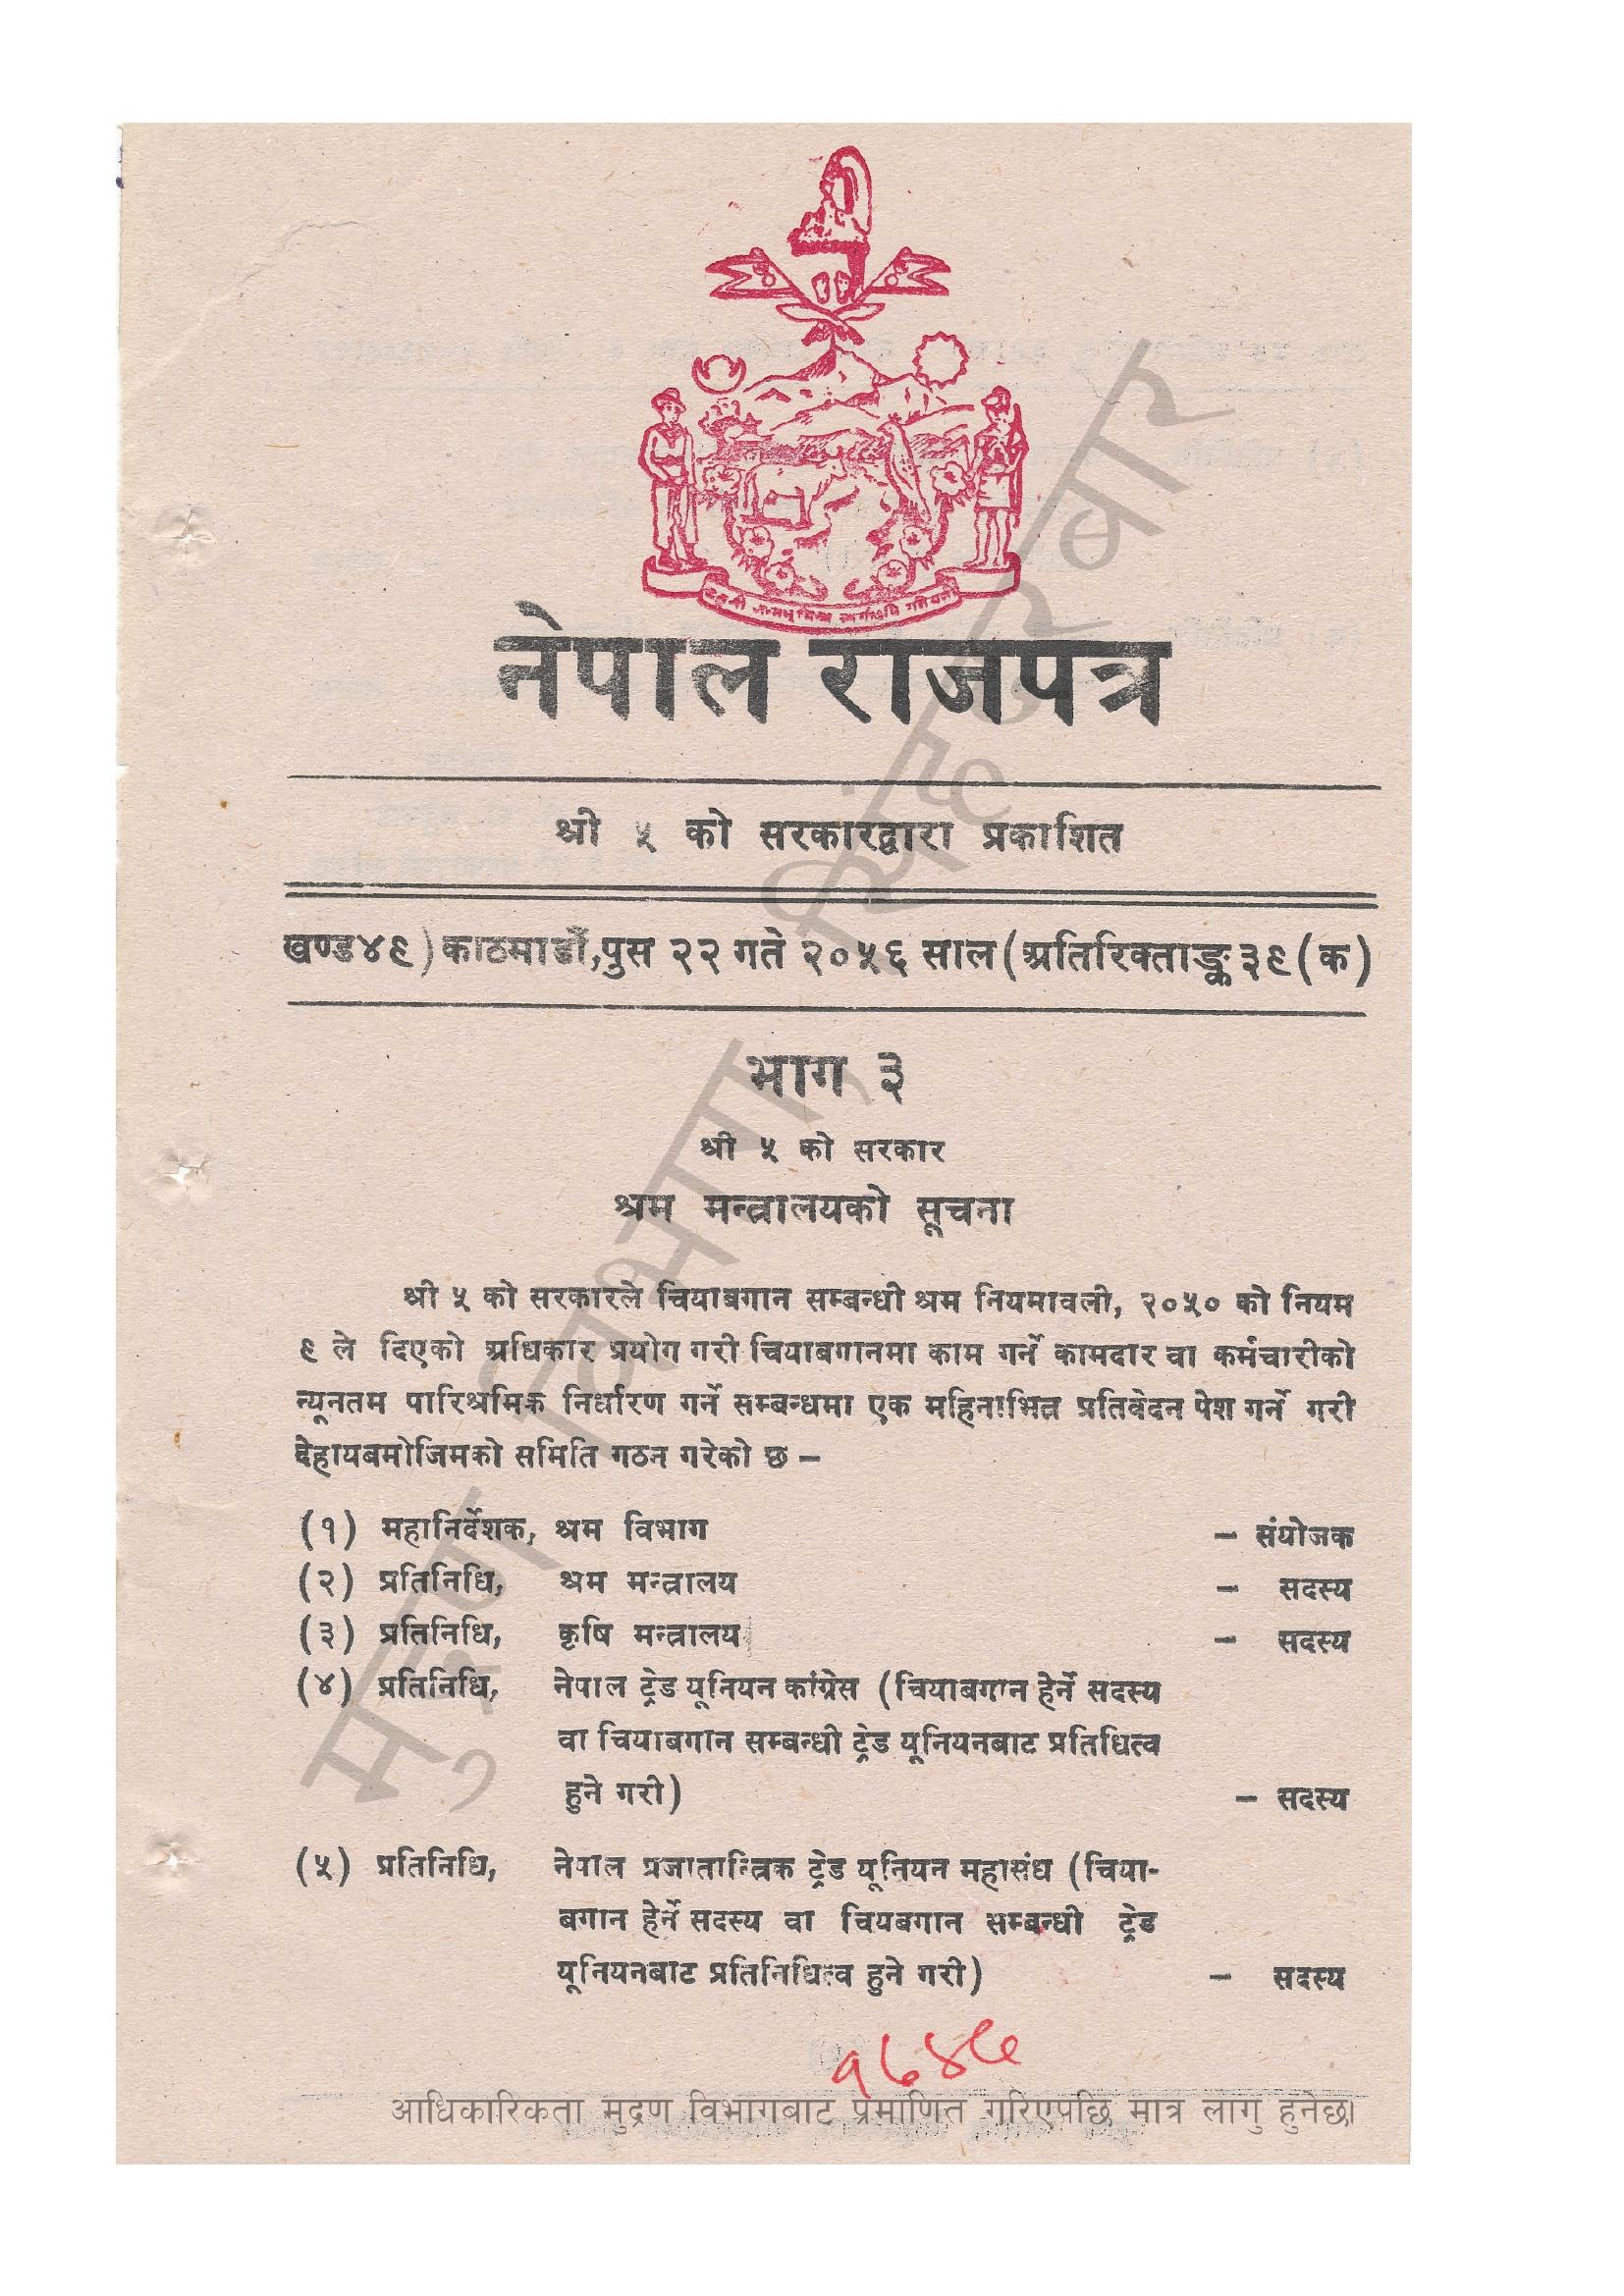 नेपाल राजपत्र
श्री ५ को सरकारद्वारा प्रकाशित
खण्ड ४९) काठमाडौं, पुस २२ गते २०५६ साल (अतिरिक्ताङ्क ३९ (क)
भाग ३
श्री ५ को सरकार
श्रम मन्त्रालयको सूचना
श्री ५ को सरकारले चियाबगान सम्बन्धी श्रम नियमावली, २०५० को नियम
९ ले दिएको अधिकार प्रयोग गरी चियाबगानमा काम गर्ने कामदार वा कर्मचारीको
न्यूनतम पारिश्रमिक निर्धारण गर्ने सम्बन्धमा एक महिनाभित्र प्रतिवेदन पेश गर्ने गरी
देहायबमोजिमको समिति गठन गरेको छ –
(१) महानिर्देशक, श्रम विभाग – संयोजक
(२) प्रतिनिधि, श्रम मन्त्रालय – सदस्य
(३) प्रतिनिधि, कृषि मन्त्रालय – सदस्य
(४) प्रतिनिधि, नेपाल ट्रेड यूनियन कांग्रेस (चियाबगान हेर्ने सदस्य
वा चियाबगान सम्बन्धी ट्रेड यूनियनबाट प्रतिधित्व
हुने गरी) – सदस्य
(५) प्रतिनिधि, नेपाल प्रजातान्त्रिक ट्रेड यूनियन महासंघ (चिया-
बगान हेर्ने सदस्य वा चियबगान सम्बन्धी ट्रेड
यूनियनबाट प्रतिनिधित्व हुने गरी) – सदस्य
१७४९
आधिकारिकता मुद्रण विभागबाट प्रमाणित गरिएपछि मात्र लागु हुनेछ।
मुद्रण विभाग, सिंहदरबार